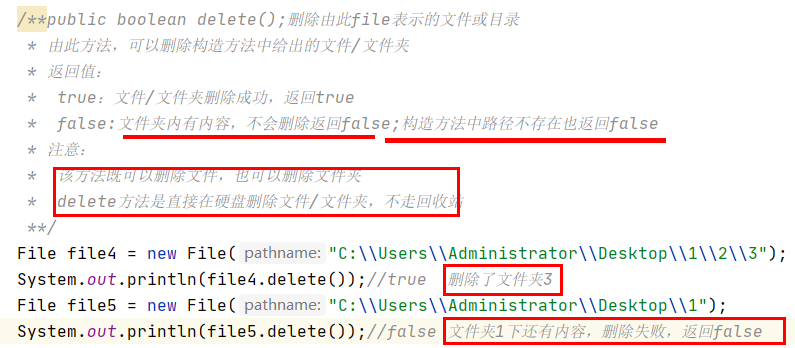 /**public boolean delete();删除由此file表示的文件或目录
* 由此方法，可以删除构造方法中给出的文件/文件夹
* 返回值：
* true：文件/文件夹删除成功，返回true
* false:文件夹内有内容，不会删除返回false;构造方法中路径不存在也返回false
* 注意：
* 该方法既可以删除文件，也可以删除文件夹
* delete方法是直接在硬盘删除文件/文件夹，不走回收站
**/
File file4 = new File( pathname: "C:\\Users\\Administrator\\Desktop\\1\\2\\3");
System.out.println(file4.delete());//true 删除了文件夹3
File file5 = new File( pathname: "C:\\Users\\Administrator\\Desktop\\1");
System.out.println(file5.delete());//false 文件夹1下还有内容，删除失败，返回false